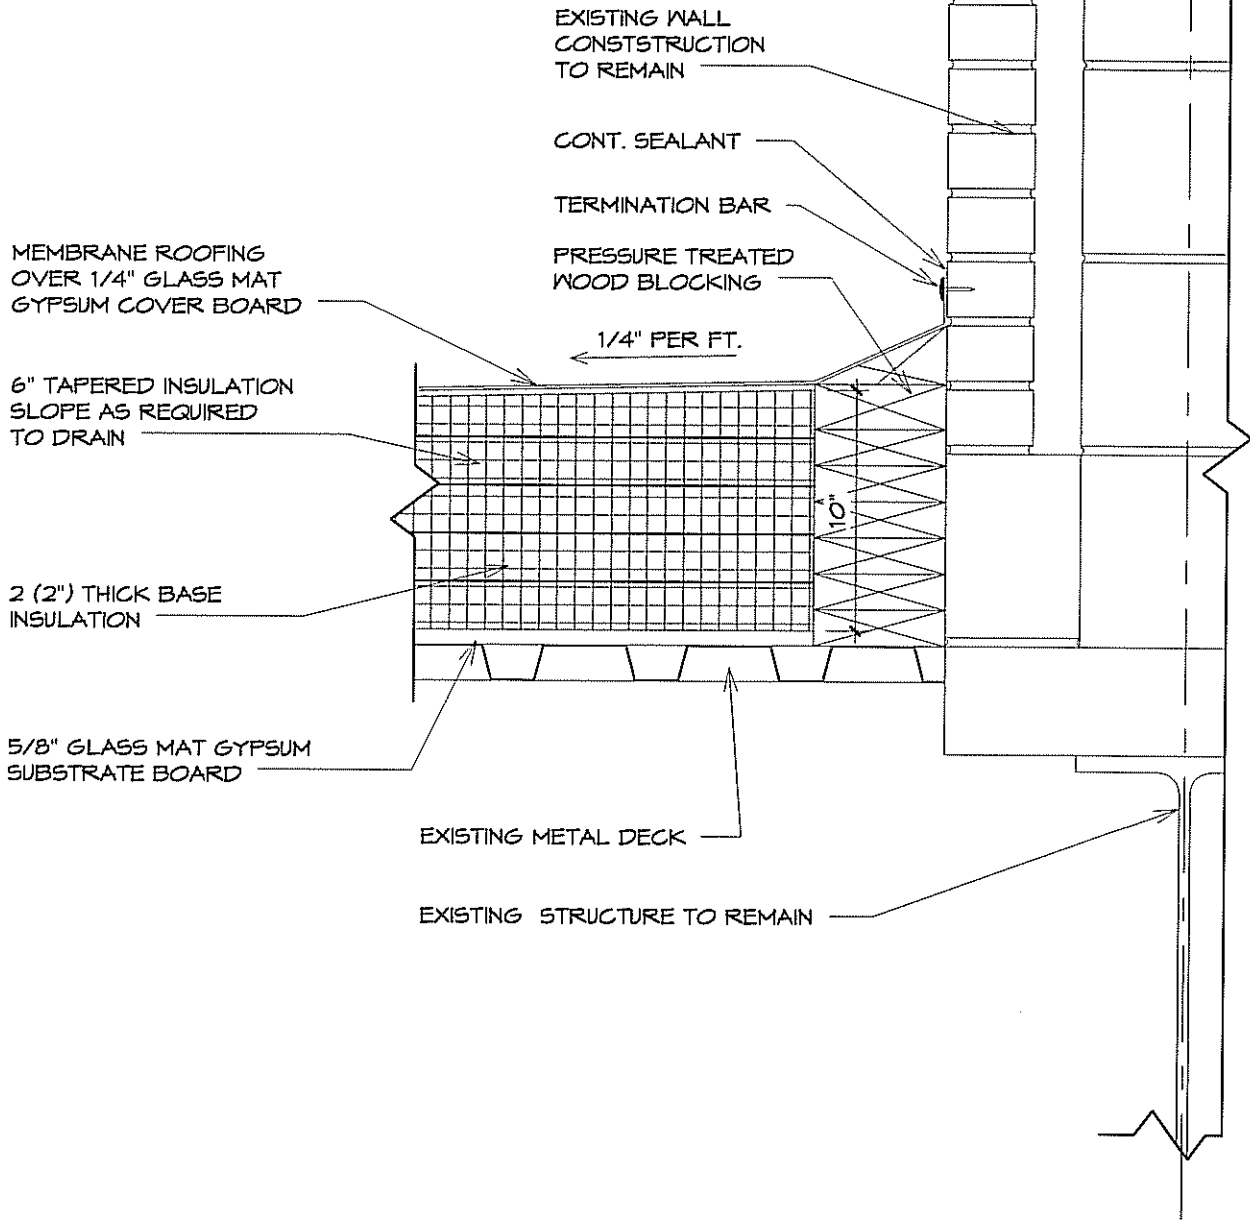 EXISTING WALL
CONSTSTRUCTION
TO REMAIN
CONT. SEALANT
TERMINATION BAR
PRESSURE TREATED
WOOD BLOCKING
MEMBRANE ROOFING
OVER 1/4" GLASS MAT
GYPSUM COVER BOARD
1/4" PER FT.
6" TAPERED INSULATION
SLOPE AS REQUIRED
TO DRAIN
10"
2 (2") THICK BASE
INSULATION
5/8" GLASS MAT GYPSUM
SUBSTRATE BOARD
EXISTING METAL DECK
EXISTING STRUCTURE TO REMAIN